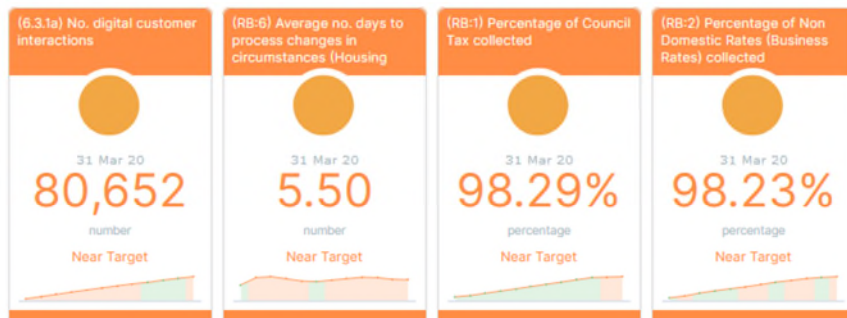 (6.3.1a) No. digital customer
interactions
31 Mar 20
80,652
number
Near Target
(RB:6) Average no. days to
process changes in
circumstances (Housing
31 Mar 20
5.50
number
Near Target
(RB:1) Percentage of Council
Tax collected
31 Mar 20
98.29%
percentage
Near Target
(RB:2) Percentage of Non
Domestic Rates (Business
Rates) collected
31 Mar 20
98.23%
percentage
Near Target